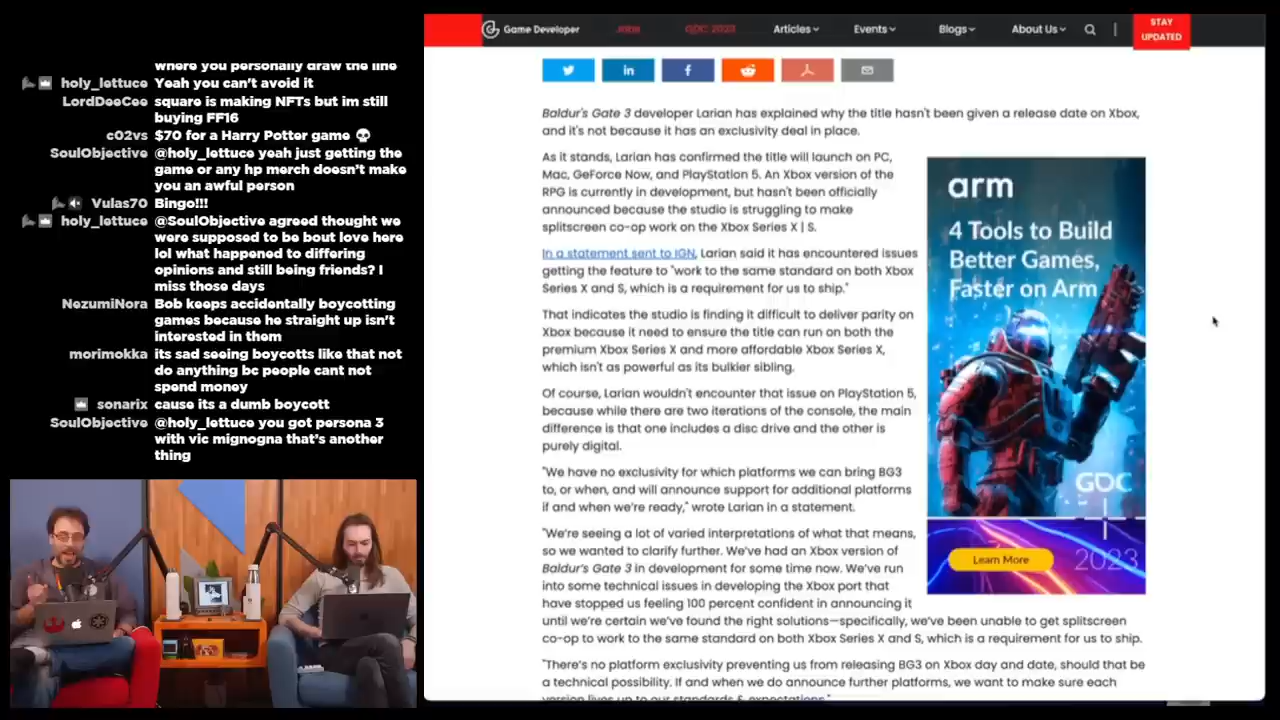 where you personally draw the line
holy_lettuce Yeah you can't avoid it
LordDeeCee square is making NFTs but im still
buying FF16
c02vs $70 for a Harry Potter game 💀
SoulObjective @holy_lettuce yeah just getting the
game or any hp merch doesn't make
you an awful person
Vulas70 Bingo!!!
holy_lettuce @SoulObjective agreed thought we
were supposed to be bout love here
lol what happened to differing
opinions and still being friends? I
miss those days
NezumiNora Bob keeps accidentally boycotting
games because he straight up isn't
interested in them
morimokka its sad seeing boycotts like that not
do anything bc people cant not
spend money
sonarix cause its a dumb boycott
SoulObjective @holy_lettuce you got persona 3
with vic mignogna that's another
thing
Game Developer Jobs GDC 2023 Articles Events Blogs About Us
STAY
UPDATED
Baldur's Gate 3 developer Larian has explained why the title hasn't been given a release date on Xbox,
and it's not because it has an exclusivity deal in place.
As it stands, Larian has confirmed the title will launch on PC,
Mac, GeForce Now, and PlayStation 5. An Xbox version of the
RPG is currently in development, but hasn't been officially
announced because the studio is struggling to make
splitscreen co-op work on the Xbox Series X | S.
In a statement sent to IGN, Larian said it has encountered issues
getting the feature to "work to the same standard on both Xbox
Series X and S, which is a requirement for us to ship."
That indicates the studio is finding it difficult to deliver parity on
Xbox because it need to ensure the title can run on both the
premium Xbox Series X and more affordable Xbox Series X,
which isn't as powerful as its bulkier sibling.
Of course, Larian wouldn't encounter that issue on PlayStation 5,
because while there are two iterations of the console, the main
difference is that one includes a disc drive and the other is
purely digital.
"We have no exclusivity for which platforms we can bring BG3
to, or when, and will announce support for additional platforms
if and when we're ready," wrote Larian in a statement.
"We're seeing a lot of varied interpretations of what that means,
so we wanted to clarify further. We've had an Xbox version of
Baldur's Gate 3 in development for some time now. We've run
into some technical issues in developing the Xbox port that
have stopped us feeling 100 percent confident in announcing it
until we're certain we've found the right solutions—specifically, we've been unable to get splitscreen
co-op to work to the same standard on both Xbox Series X and S, which is a requirement for us to ship.
"There's no platform exclusivity preventing us from releasing BG3 on Xbox day and date, should that be
a technical possibility. If and when we do announce further platforms, we want to make sure each
version lives up to our standards & expectations."
arm
4 Tools to Build
Better Games,
Faster on Arm
GDC
2023
Learn More